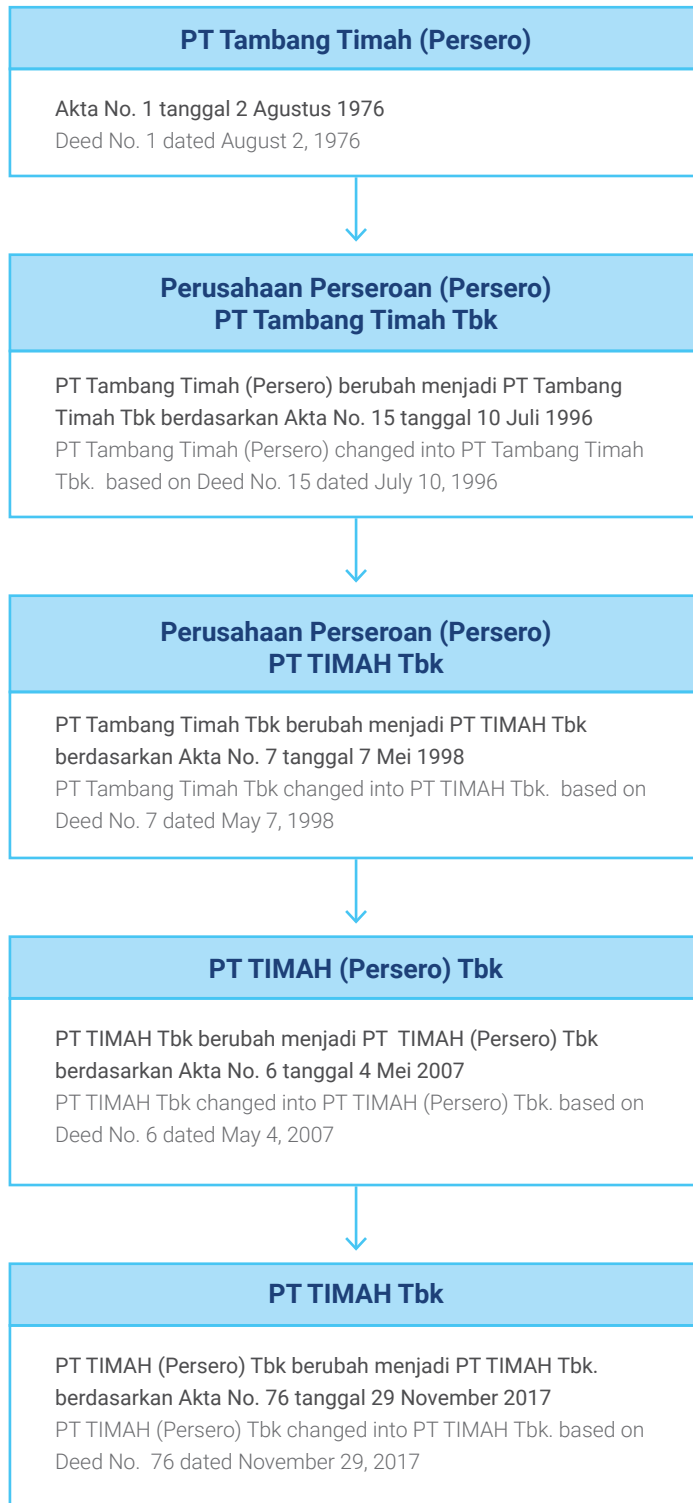 PT Tambang Timah (Persero)
Akta No. 1 tanggal 2 Agustus 1976
Deed No. 1 dated August 2, 1976
Perusahaan Perseroan (Persero)
PT Tambang Timah Tbk
PT Tambang Timah (Persero) berubah menjadi PT Tambang
Timah Tbk berdasarkan Akta No. 15 tanggal 10 Juli 1996
PT Tambang Timah (Persero) changed into PT Tambang Timah
Tbk. based on Deed No. 15 dated July 10, 1996
Perusahaan Perseroan (Persero)
PT TIMAH Tbk
PT Tambang Timah Tbk berubah menjadi PT TIMAH Tbk
berdasarkan Akta No. 7 tanggal 7 Mei 1998
PT Tambang Timah Tbk changed into PT TIMAH Tbk. based on
Deed No. 7 dated May 7, 1998
PT TIMAH (Persero) Tbk
PT TIMAH Tbk berubah menjadi PT TIMAH (Persero) Tbk
berdasarkan Akta No. 6 tanggal 4 Mei 2007
PT TIMAH Tbk changed into PT TIMAH (Persero) Tbk. based on
Deed No. 6 dated May 4, 2007
PT TIMAH Tbk
PT TIMAH (Persero) Tbk berubah menjadi PT TIMAH Tbk.
berdasarkan Akta No. 76 tanggal 29 November 2017
PT TIMAH (Persero) Tbk changed into PT TIMAH Tbk. based on
Deed No. 76 dated November 29, 2017